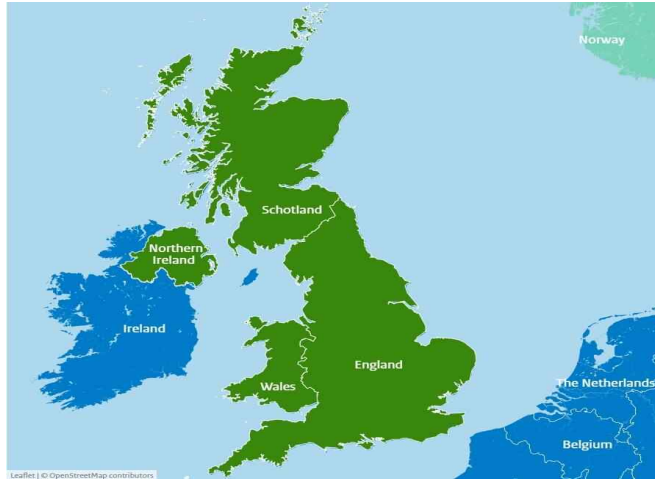 Norway
Schotland
Northern
Ireland
Ireland
England
Wales
The Netherlands
Belgium
Leaflet | © OpenStreetMap contributors